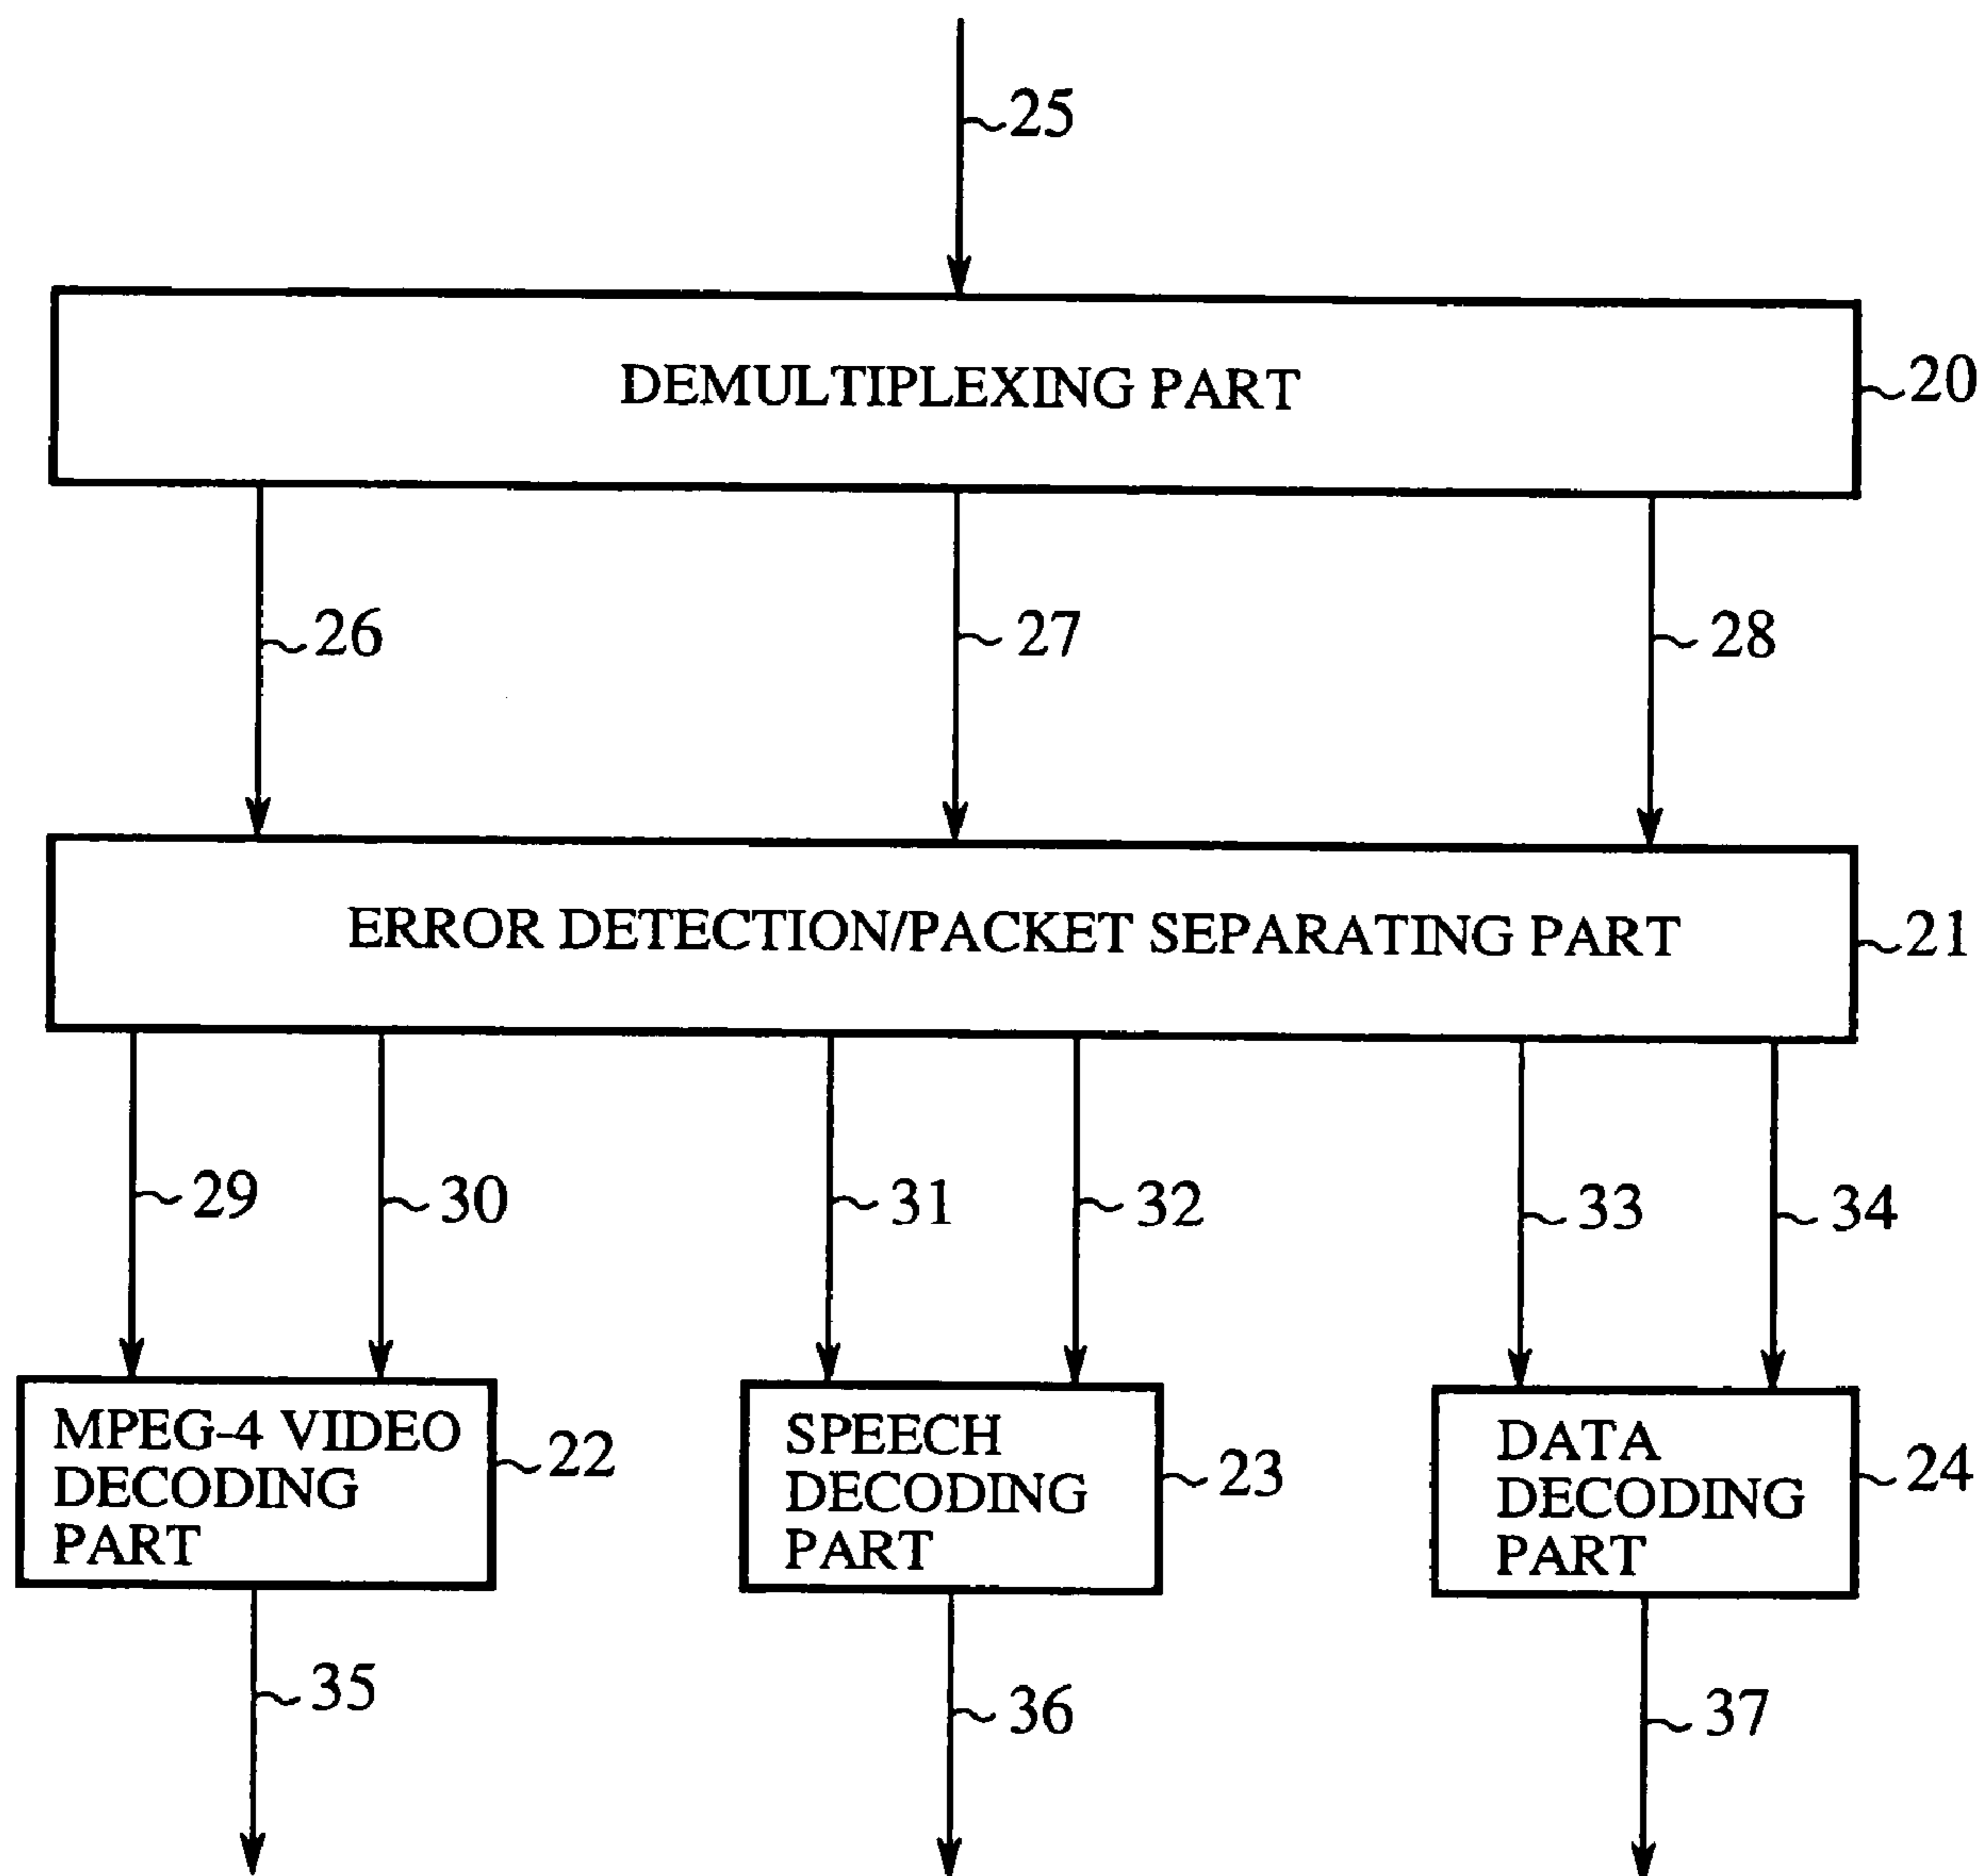 25
DEMULTIPLEXING PART
20
26
27
28
ERROR DETECTION/PACKET SEPARATING PART
21
29
30
31
32
33
34
MPEG-4 VIDEO
DECODING
PART
22
SPEECH
DECODING
PART
23
DATA
DECODING
PART
24
35
36
37